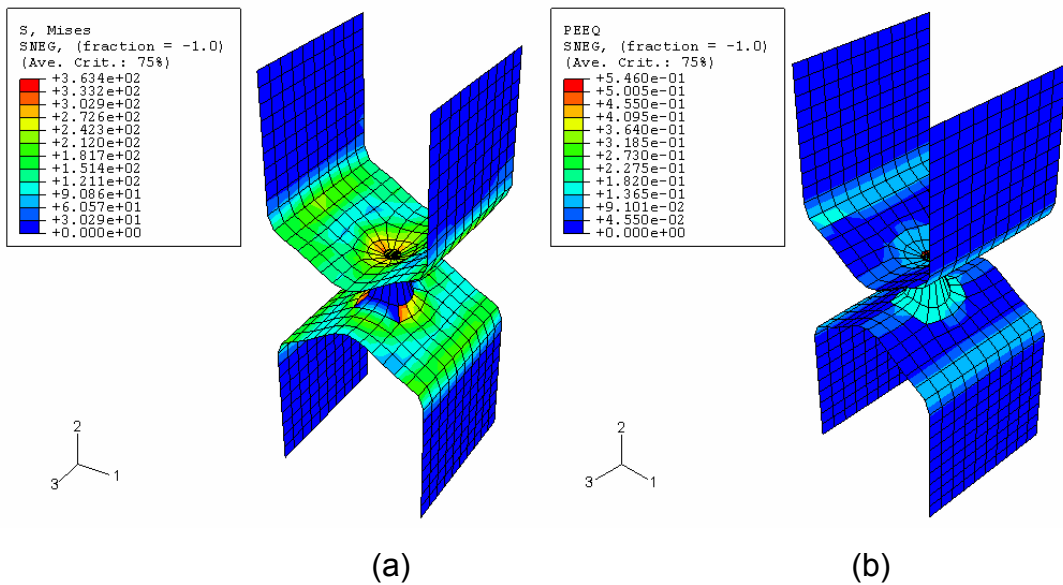 S, Mises
SNEG, (fraction = -1.0)
(Ave. Crit.: 75%)
+3.634e+02
+3.332e+02
+3.029e+02
+2.726e+02
+2.423e+02
+2.120e+02
+1.817e+02
+1.514e+02
+1.211e+02
+9.086e+01
+6.057e+01
+3.029e+01
+0.000e+00
2
3
1
(a)
PEEQ
SNEG, (fraction = -1.0)
(Ave. Crit.: 75%)
+5.460e-01
+5.005e-01
+4.550e-01
+4.095e-01
+3.640e-01
+3.185e-01
+2.730e-01
+2.275e-01
+1.820e-01
+1.365e-01
+9.101e-02
+4.550e-02
+0.000e+00
2
3
1
(b)